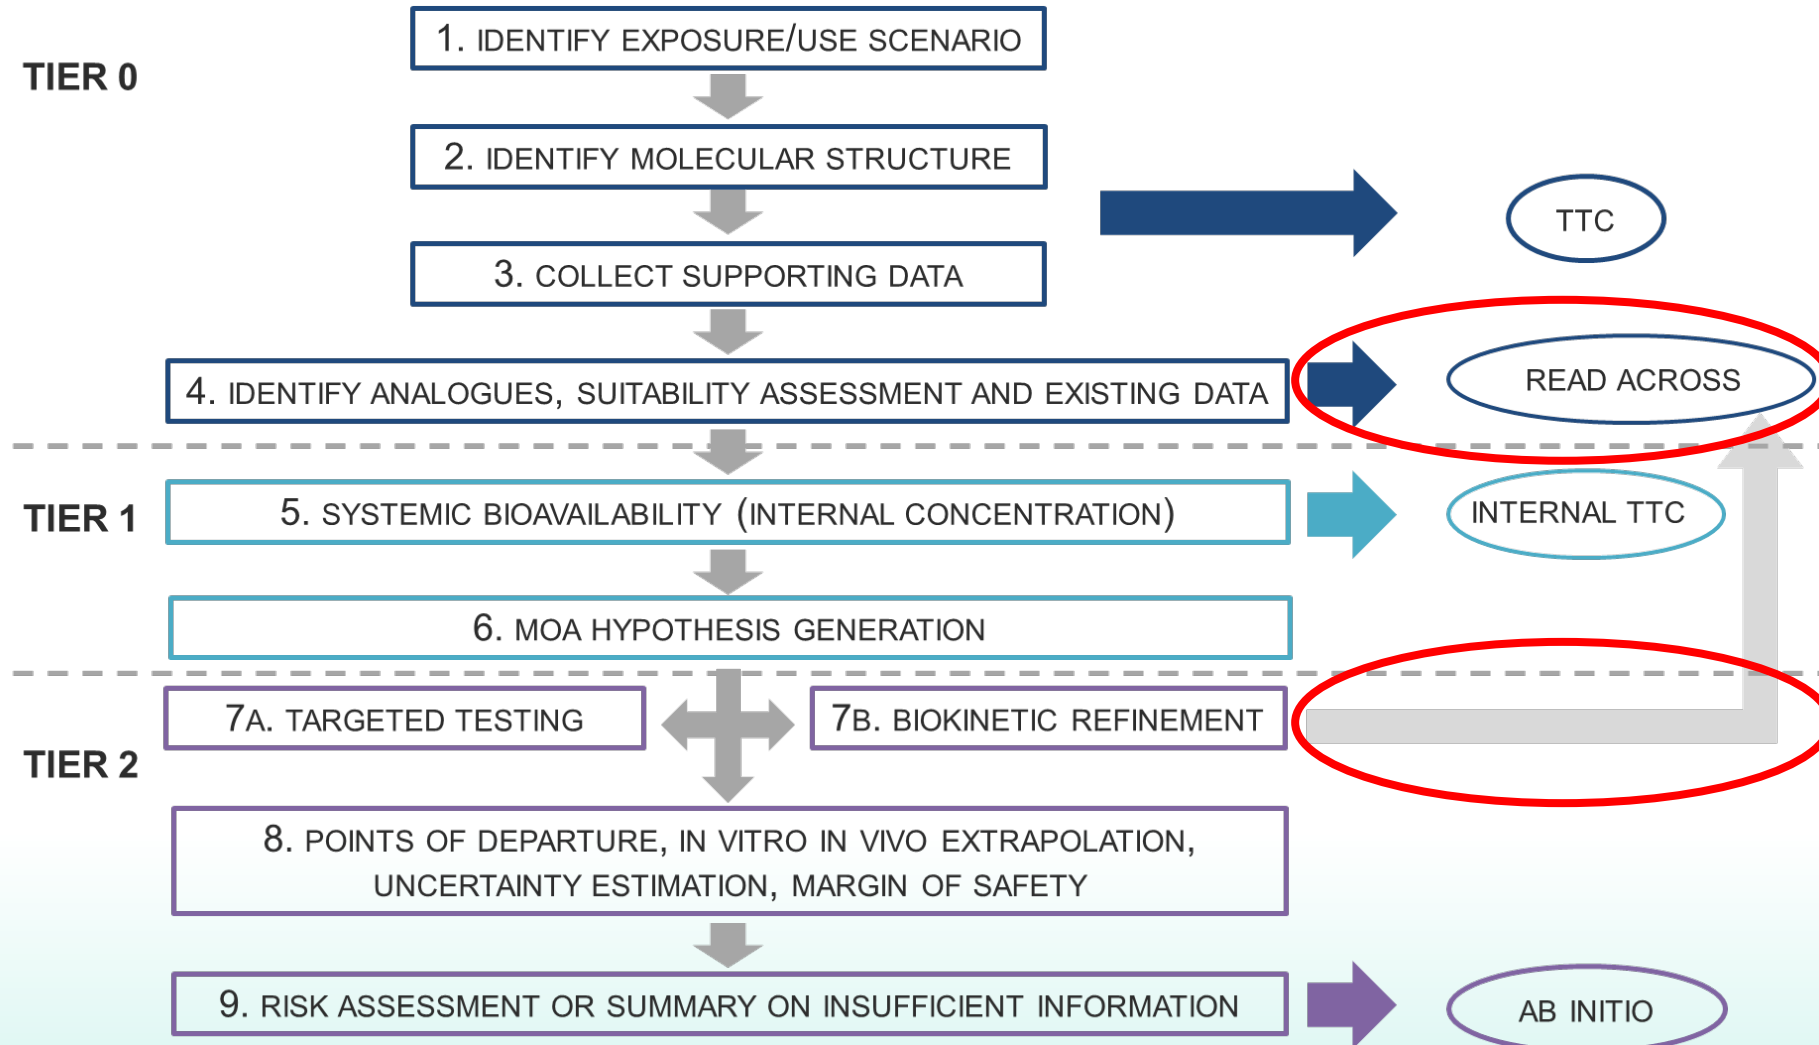 1. IDENTIFY EXPOSURE/USE SCENARIO
TIER 0
2. IDENTIFY MOLECULAR STRUCTURE
TTC
3. COLLECT SUPPORTING DATA
4. IDENTIFY ANALOGUES, SUITABILITY ASSESSMENT AND EXISTING DATA
READ ACROSS
TIER 1
5. SYSTEMIC BIOAVAILABILITY (INTERNAL CONCENTRATION)
INTERNAL TTC
6. MOA HYPOTHESIS GENERATION
7A. TARGETED TESTING
7B. BIOKINETIC REFINEMENT
TIER 2
8. POINTS OF DEPARTURE, IN VITRO IN VIVO EXTRAPOLATION,
UNCERTAINTY ESTIMATION, MARGIN OF SAFETY
9. RISK ASSESSMENT OR SUMMARY ON INSUFFICIENT INFORMATION
AB INITIO